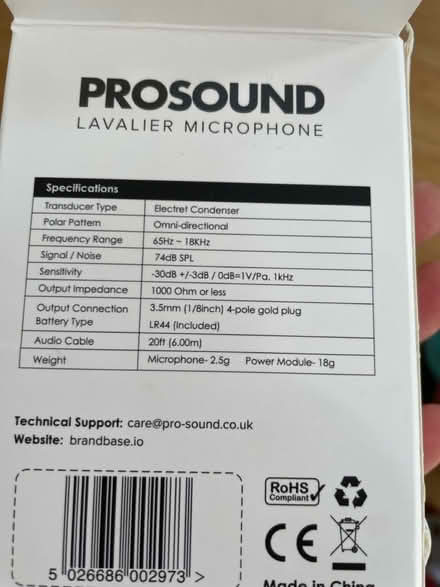 PROSOUND
LAVALIER MICROPHONE
Specifications
Transducer Type Electret Condenser
Polar Pattern Omni-directional
Frequency Range 65Hz ~ 18KHz
Signal / Noise 74dB SPL
Sensitivity -30dB +/-3dB / 0dB=1V/Pa. 1kHz
Output Impedance 1000 Ohm or less
Output Connection 3.5mm (1/8inch) 4-pole gold plug
Battery Type LR44 (Included)
Audio Cable 20ft (6.00m)
Weight Microphone- 2.5g Power Module- 18g
Technical Support: care@pro-sound.co.uk
Website: brandbase.io
RoHS
Compliant
CE
5 026686 002973 >
Made in China